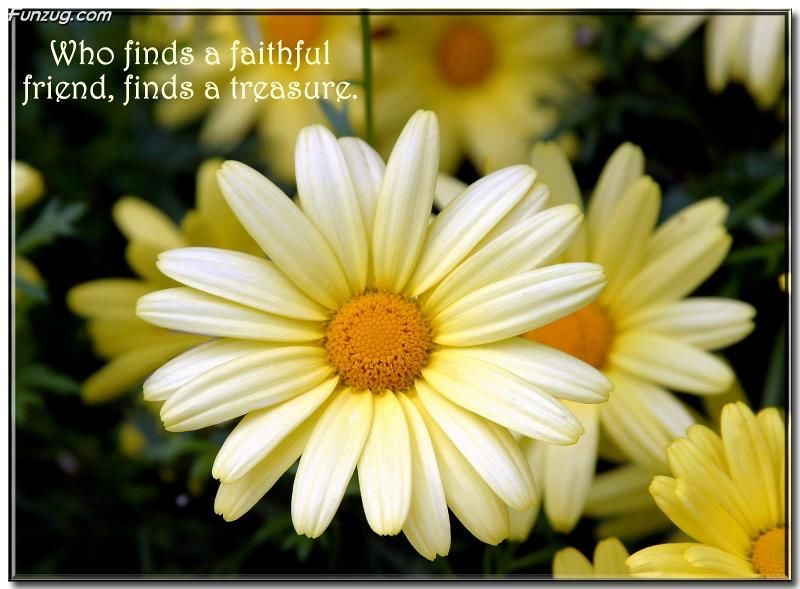 Funzug.com
Who finds a faithful
friend, finds a treasure.